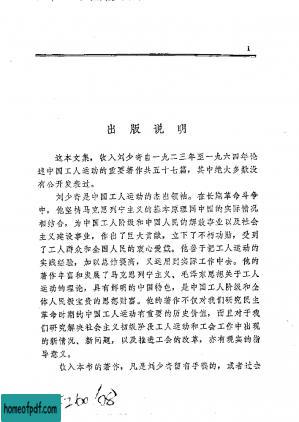 1
出版说明
这本文集，收入刘少奇自一九二三年至一九六四年论
述中国工人运动的重要著作共五十七篇，其中绝大多数没
有公开发表过。
刘少奇是中国工人运动的杰出领袖。在长期革命斗争
中，他坚持马克思列宁主义的基本原理同中国的实际情况
相结合，为中国工人阶级和中国人民的解放事业以及社会
主义建设事业，作出了巨大贡献，立下了不朽功勋，受到
了工人群众和全国人民的衷心爱戴。他善于把工人运动的
实践经验，加以总结提高，又运用到实际工作中去。他的
著作丰富和发展了马克思列宁主义、毛泽东思想关于工人
运动的理论，具有鲜明的中国特色，是中国工人阶级和全
体人民极宝贵的思想财富。他的著作不仅对我们研究民主
革命时期的中国工人运动有重要的历史价值，而且对于我
们研究解决社会主义初级阶段工人运动和工会工作中出现
的新情况、新问题，以及推进工会的改革，亦有现实的指
导意义。
收入本书的著作，凡是刘少奇留有手稿的，或者过去
homeofpdf.com
homeofpdf.com